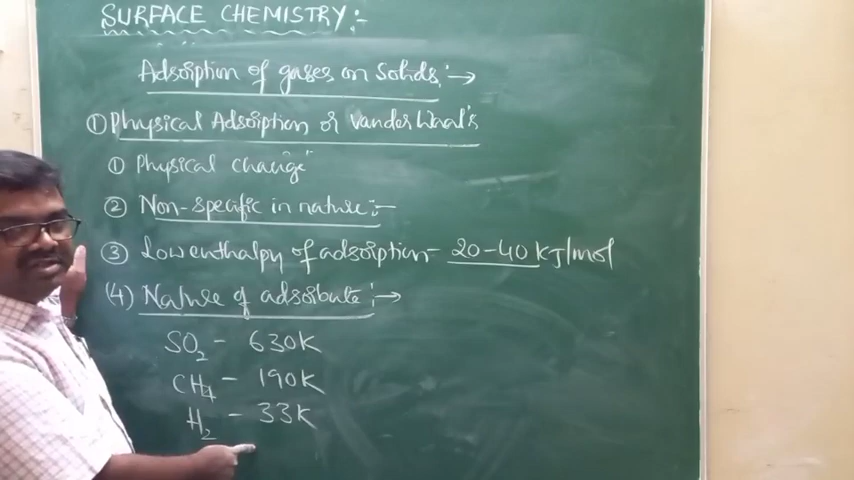 SURFACE CHEMISTRY:-
Adsorption of gases on Solids:→
① Physical Adsorption or vander Waal's
① Physical change"
② Non-specific in nature:-
③ Low enthalpy of adsorption- 20-40 KJ/mol
(4) Nature of adsorbate:→
SO₂ - 630K
CH₄ - 190K
H₂ - 33K